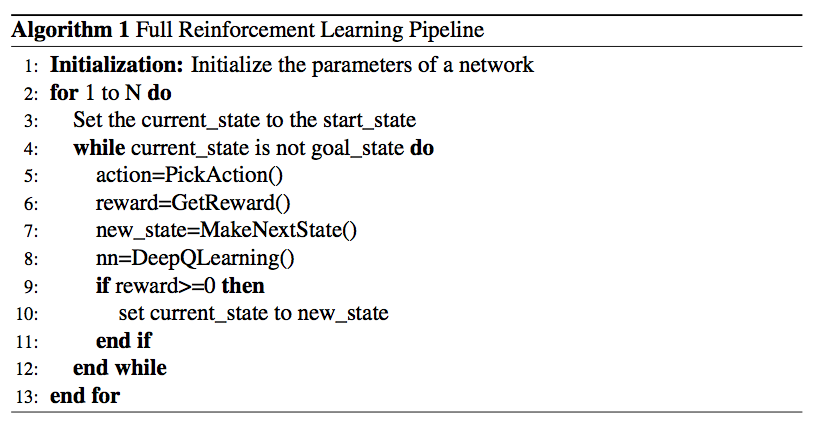 Algorithm 1 Full Reinforcement Learning Pipeline
1: Initialization: Initialize the parameters of a network
2: for 1 to N do
3: Set the current_state to the start_state
4: while current_state is not goal_state do
5: action=PickAction()
6: reward=GetReward()
7: new_state=MakeNextState()
8: nn=DeepQLearning()
9: if reward>=0 then
10: set current_state to new_state
11: end if
12: end while
13: end for